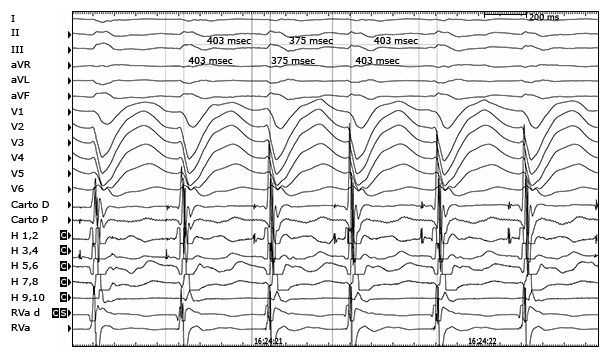 I
200 ms
II
403 msec 375 msec 403 msec
III
403 msec 375 msec 403 msec
aVR
aVL
aVF
V1
V2
V3
V4
V5
V6
Carto D
Carto P
H 1,2 C
H 3,4 C
H 5,6 C
H 7,8 C
H 9,10 C
RVa d C S
RVa
16:24:21 16:24:22